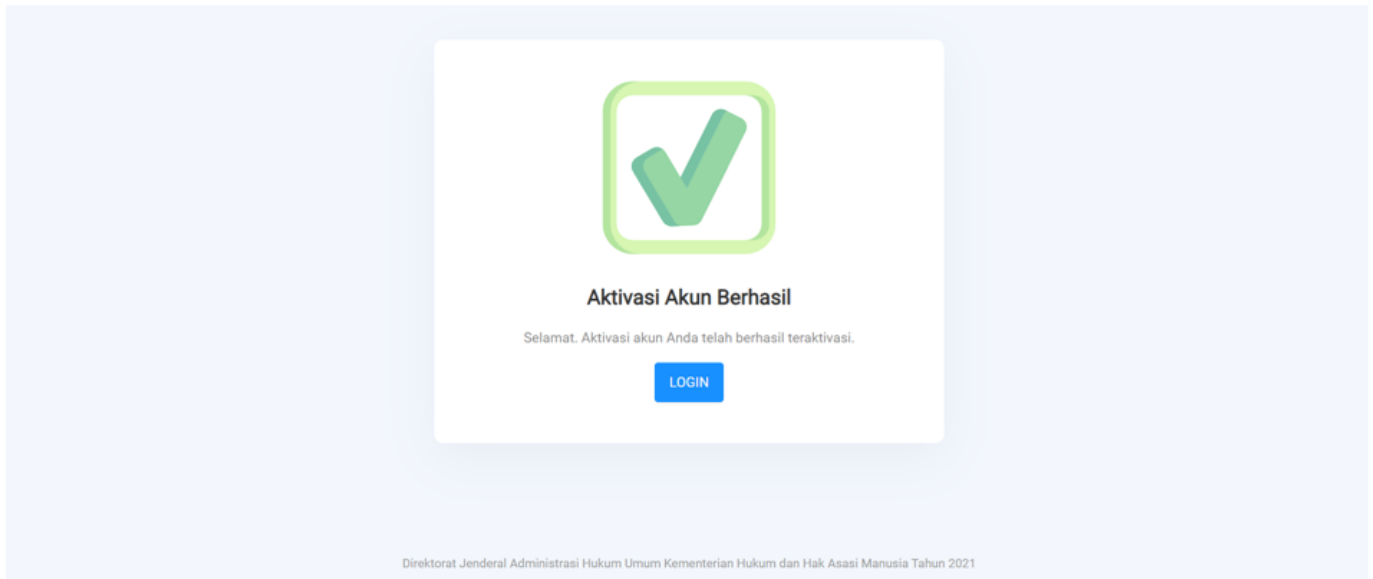 Aktivasi Akun Berhasil
Selamat. Aktivasi akun Anda telah berhasil teraktivasi.
LOGIN
Direktorat Jenderal Administrasi Hukum Umum Kementerian Hukum dan Hak Asasi Manusia Tahun 2021